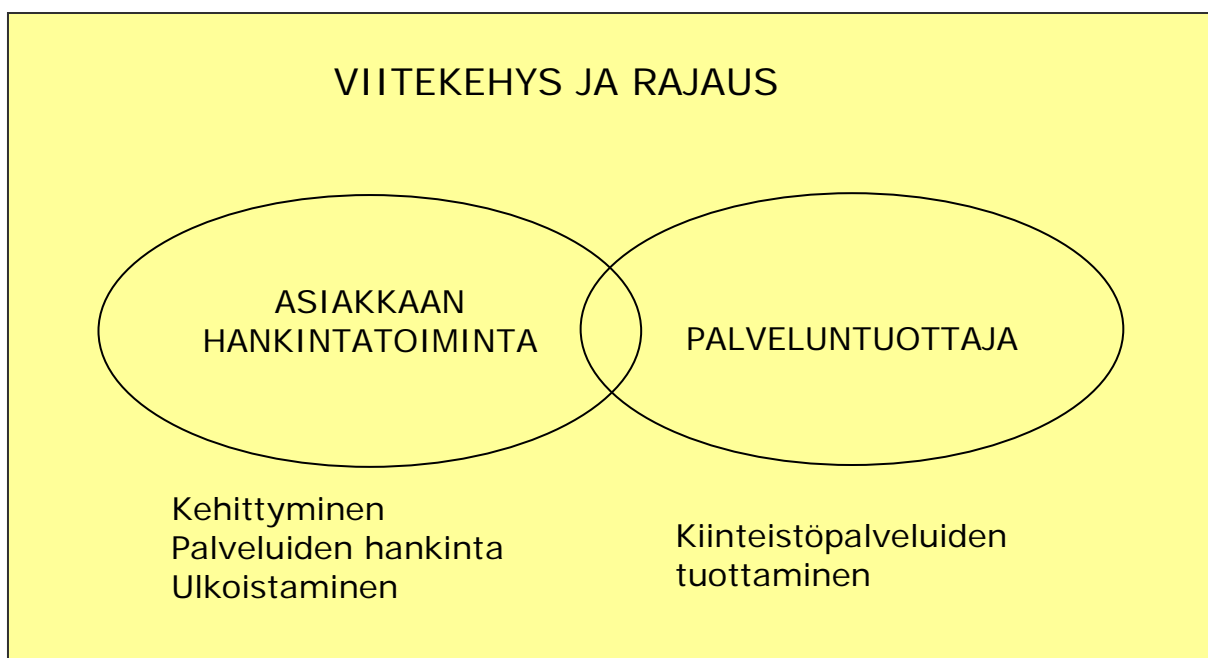 VIITEKEHYS JA RAJAUS
ASIAKKAAN
HANKINTATOIMINTA
PALVELUNTUOTTAJA
Kehittyminen
Palveluiden hankinta
Ulkoistaminen
Kiinteistöpalveluiden
tuottaminen